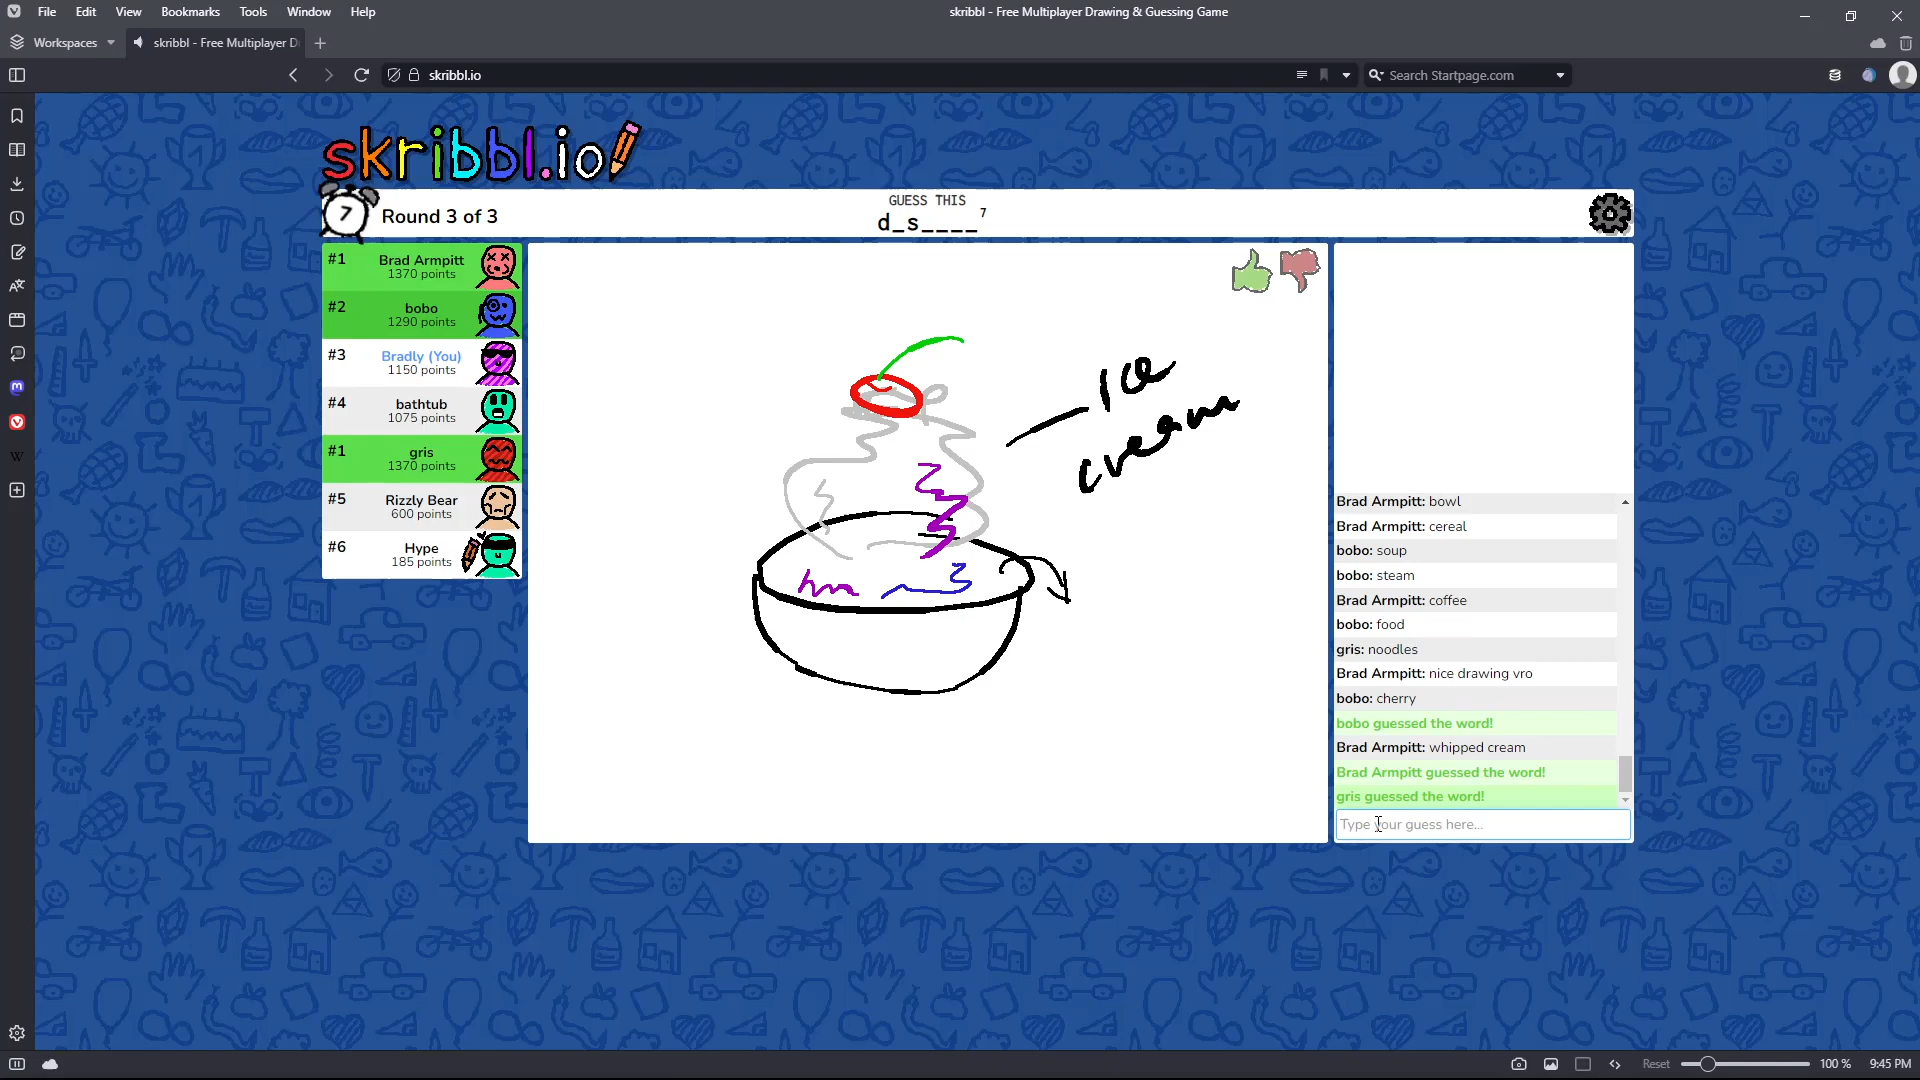 File Edit View Bookmarks Tools Window Help
skribbl - Free Multiplayer Drawing & Guessing Game
Workspaces
skribbl - Free Multiplayer D
skribbl.io
Search Startpage.com
skribbl.io
7
Round 3 of 3
GUESS THIS
d_s____ 7
#1 Brad Armpitt
1370 points
#2 bobo
1290 points
#3 Bradly (You)
1150 points
#4 bathtub
1075 points
#1 gris
1370 points
#5 Rizzly Bear
600 points
#6 Hype
185 points
Ice
cream
Brad Armpitt: bowl
Brad Armpitt: cereal
bobo: soup
bobo: steam
Brad Armpitt: coffee
bobo: food
gris: noodles
Brad Armpitt: nice drawing vro
bobo: cherry
bobo guessed the word!
Brad Armpitt: whipped cream
Brad Armpitt guessed the word!
gris guessed the word!
Type your guess here...
Reset
100 %
9:45 PM